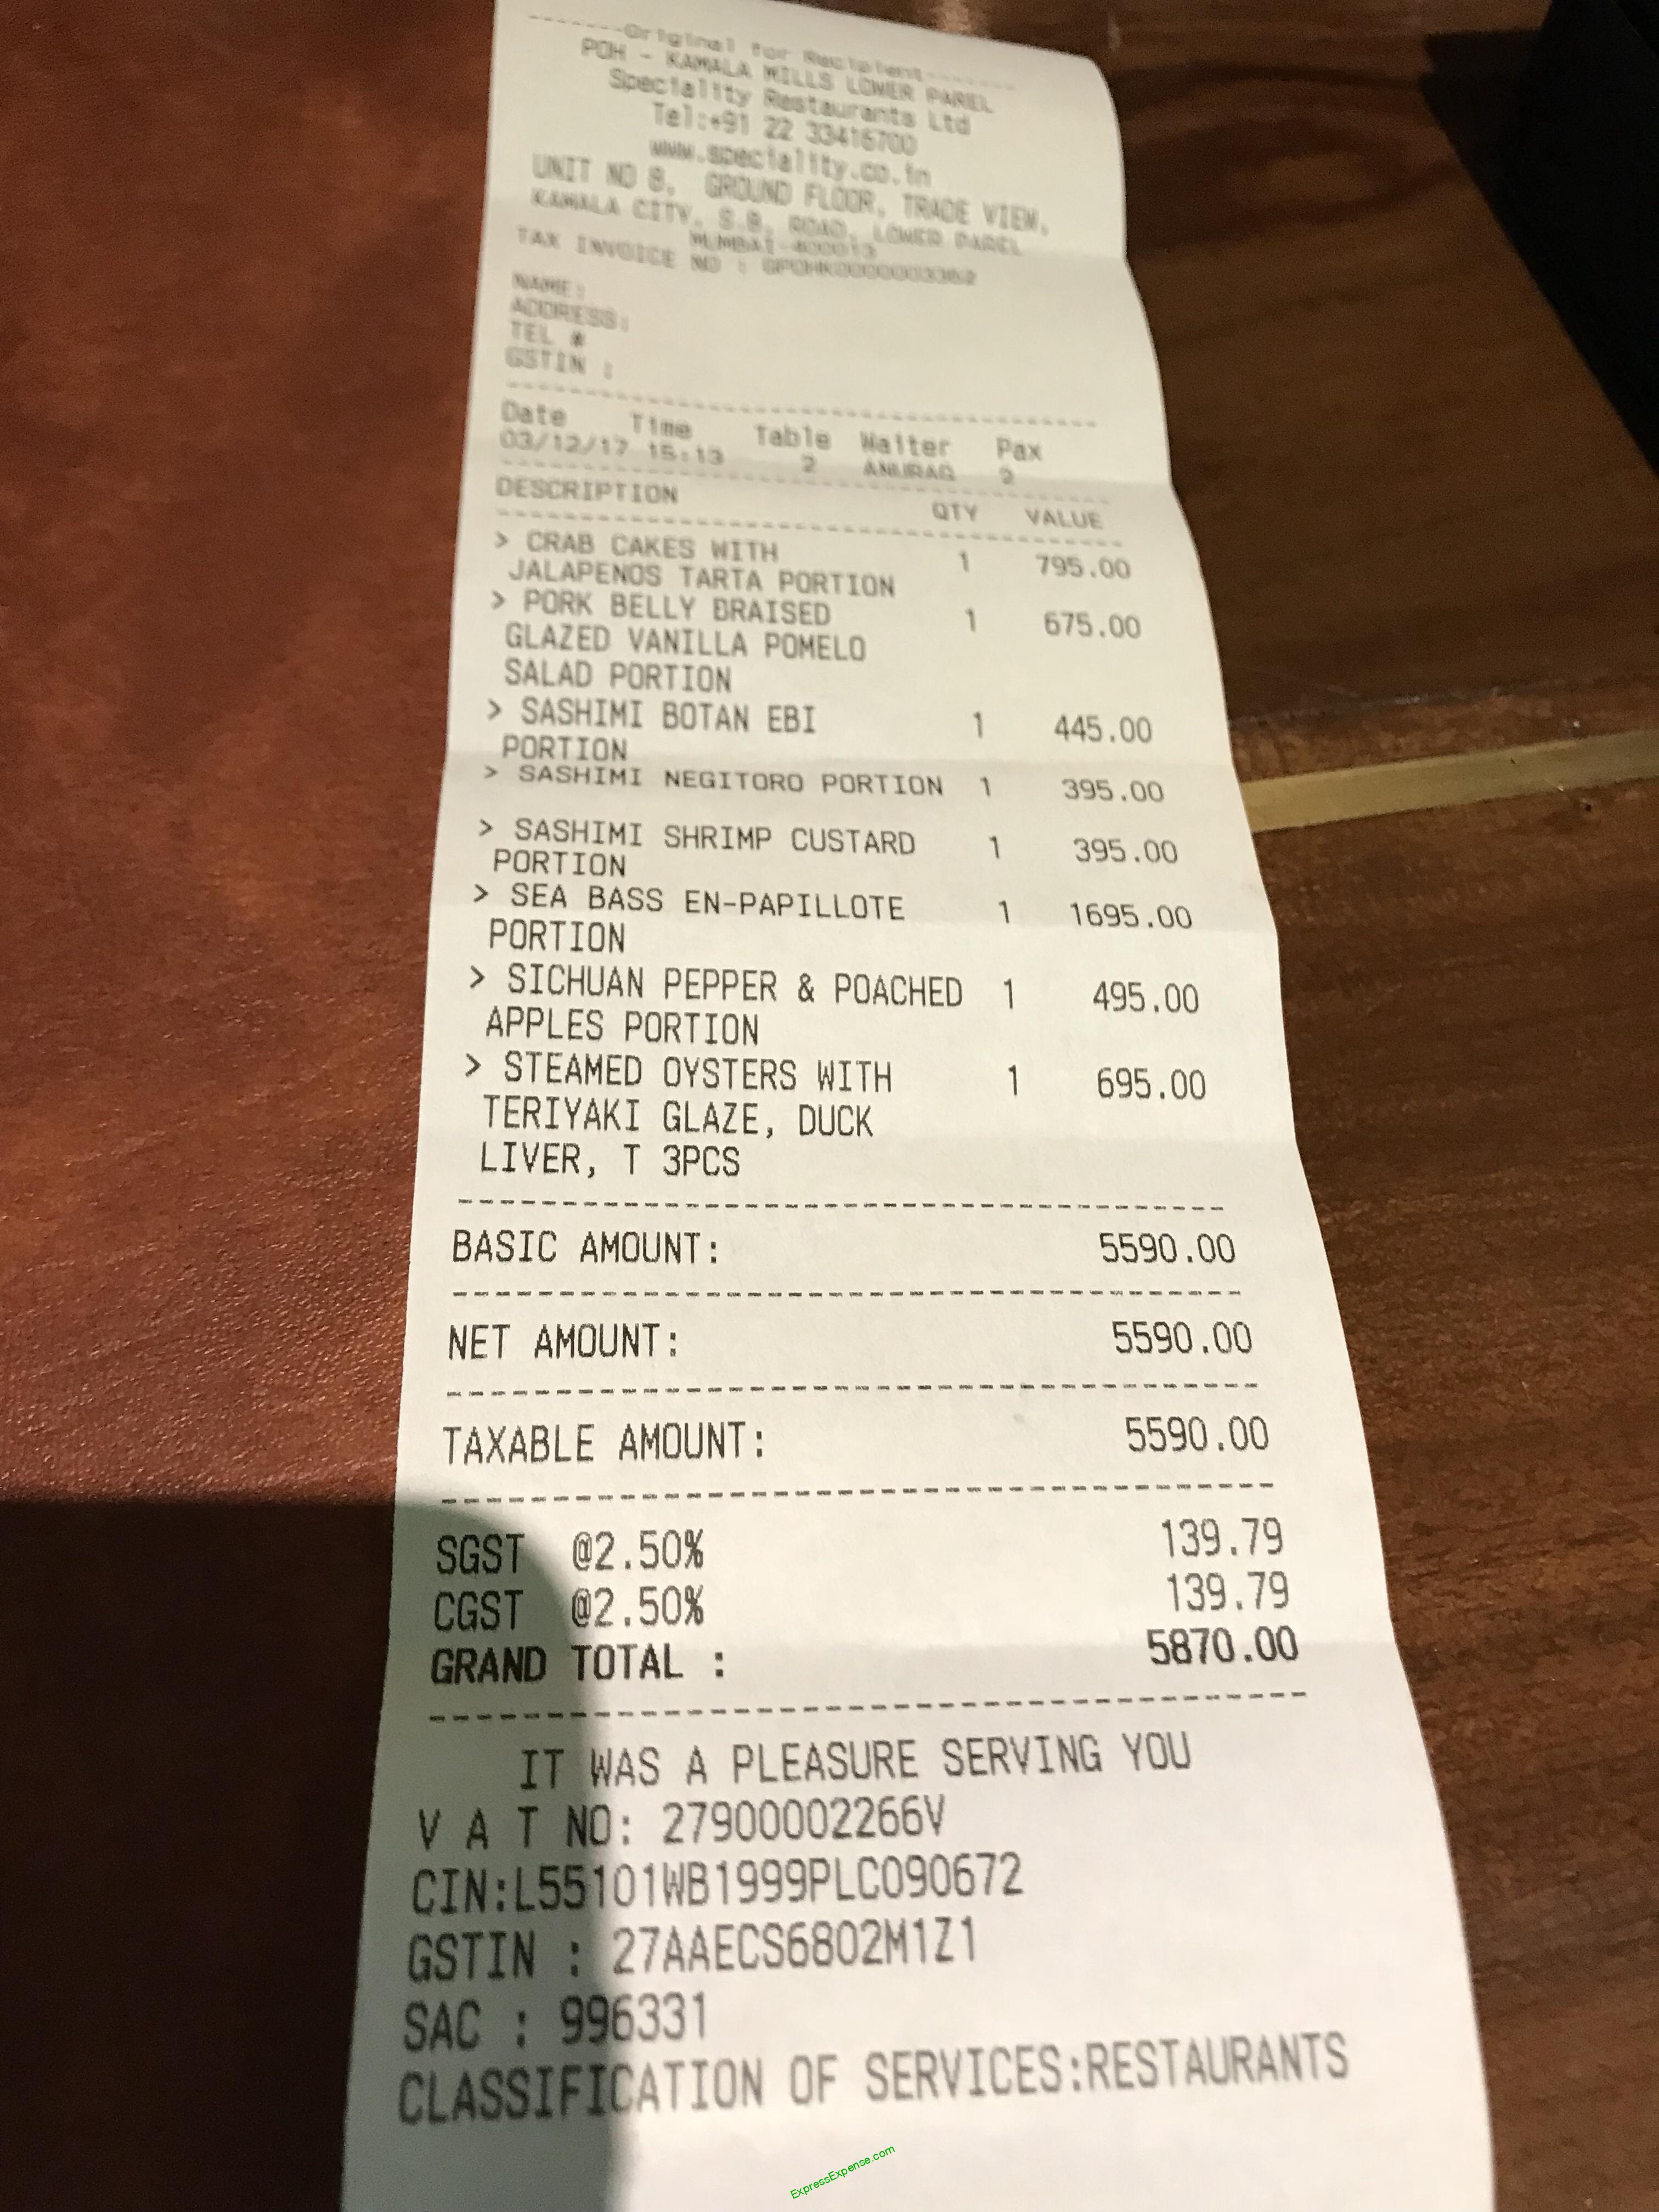 -------Original for Recipient-------
POH - KAMALA MILLS LOWER PAREL
Speciality Restaurants Ltd
Tel:+91 22 33416700
www.speciality.co.in
UNIT NO 8, GROUND FLOOR, TRADE VIEW,
KAMALA CITY, S.B. ROAD, LOWER PAREL
MUMBAI-400013
TAX INVOICE NO : GPOHK0000003362
NAME:
ADDRESS:
TEL #
GSTIN :
Date Time Table Waiter Pax
03/12/17 15:13 2 ANURAG 2
DESCRIPTION QTY VALUE
> CRAB CAKES WITH 1 795.00
JALAPENOS TARTA PORTION
> PORK BELLY BRAISED 1 675.00
GLAZED VANILLA POMELO
SALAD PORTION
> SASHIMI BOTAN EBI 1 445.00
PORTION
> SASHIMI NEGITORO PORTION 1 395.00
> SASHIMI SHRIMP CUSTARD 1 395.00
PORTION
> SEA BASS EN-PAPILLOTE 1 1695.00
PORTION
> SICHUAN PEPPER & POACHED 1 495.00
APPLES PORTION
> STEAMED OYSTERS WITH 1 695.00
TERIYAKI GLAZE, DUCK
LIVER, T 3PCS
BASIC AMOUNT: 5590.00
NET AMOUNT: 5590.00
TAXABLE AMOUNT: 5590.00
SGST @2.50% 139.79
CGST @2.50% 139.79
GRAND TOTAL : 5870.00
IT WAS A PLEASURE SERVING YOU
V A T NO: 27900002266V
CIN:L55101WB1999PLC090672
GSTIN : 27AAECS6802M1Z1
SAC : 996331
CLASSIFICATION OF SERVICES:RESTAURANTS
ExpressExpense.com